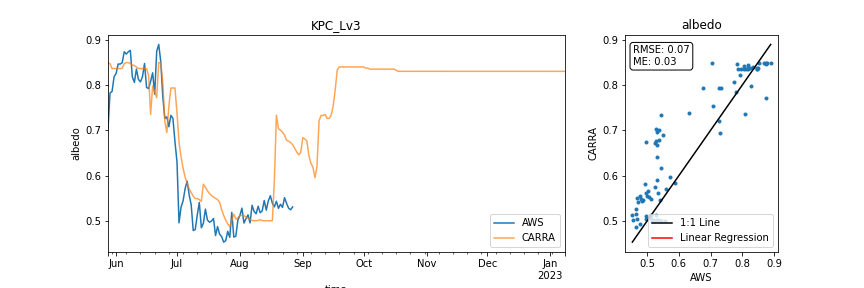 KPC_Lv3
0.9
0.8
0.7
0.6
0.5
albedo
Jun
Jul
Aug
Sep
Oct
Nov
Dec
Jan
2023
AWS
CARRA
albedo
RMSE: 0.07
ME: 0.03
0.9
0.8
0.7
0.6
0.5
CARRA
1:1 Line
Linear Regression
0.5
0.6
0.7
0.8
0.9
AWS